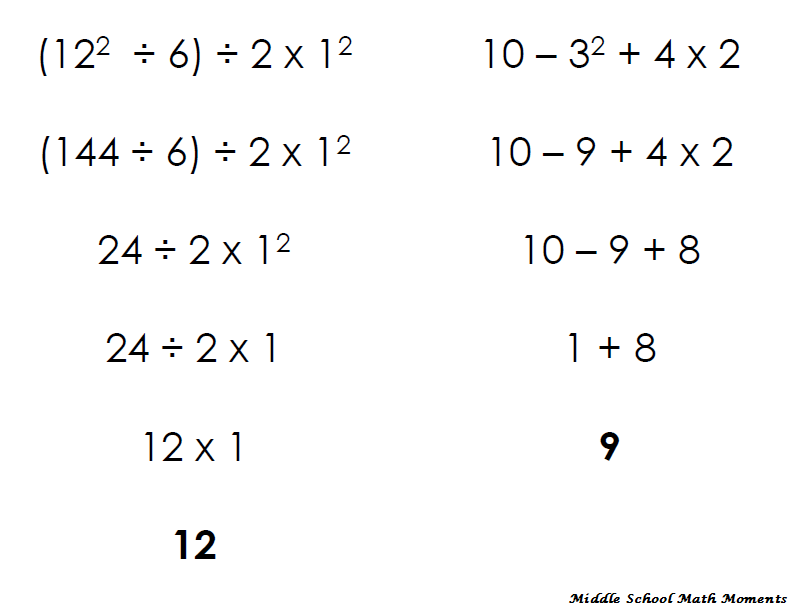 (12² ÷ 6) ÷ 2 x 1²
(144 ÷ 6) ÷ 2 x 1²
24 ÷ 2 x 1²
24 ÷ 2 x 1
12 x 1
12
10 – 3² + 4 x 2
10 – 9 + 4 x 2
10 – 9 + 8
1 + 8
9
Middle School Math Moments